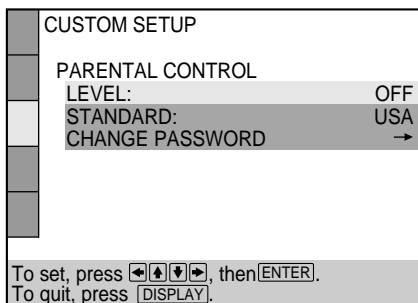 CUSTOM SETUP
PARENTAL CONTROL
LEVEL: OFF
STANDARD: USA
CHANGE PASSWORD →
To set, press ←↑↓→, then ENTER.
To quit, press DISPLAY.